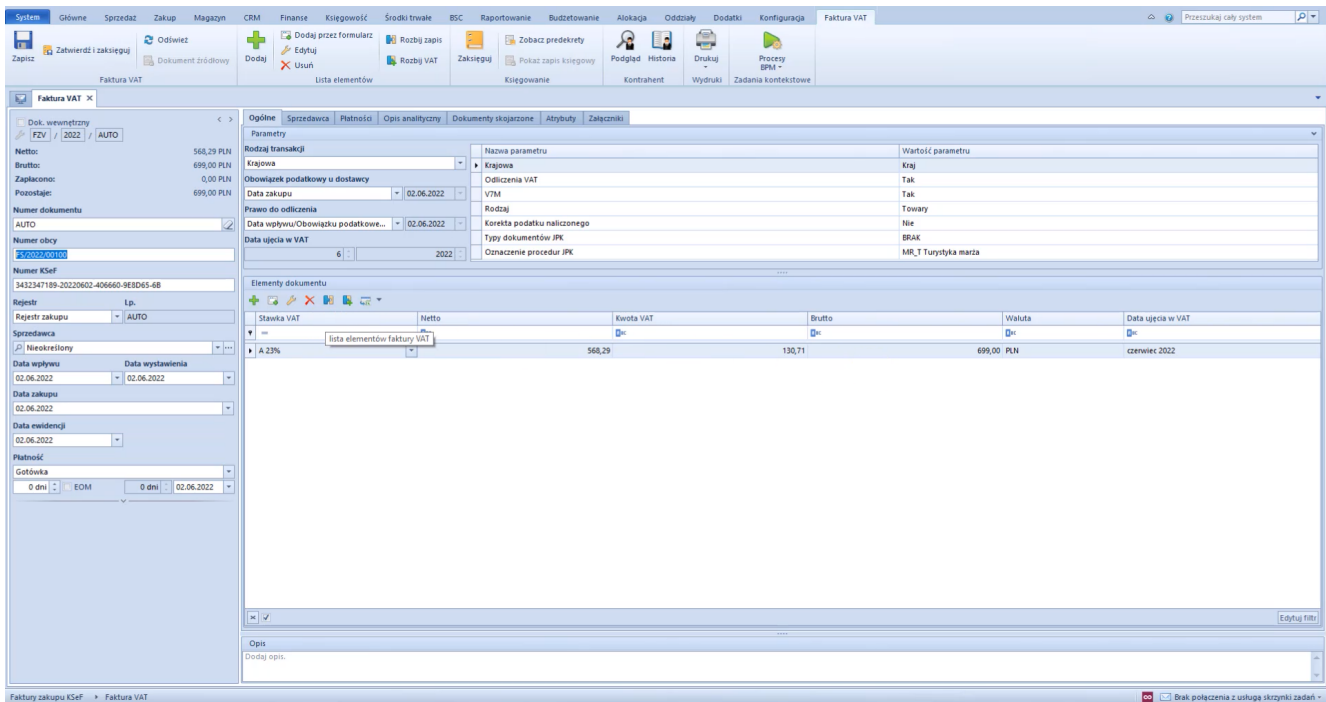 System Główne Sprzedaż Zakup Magazyn CRM Finanse Księgowość Środki trwałe BSC Raportowanie Budżetowanie Alokacja Oddziały Dodatki Konfiguracja Faktura VAT Przeszukaj cały system
Zapisz Zatwierdź i zaksięguj Odśwież Dokument źródłowy
Faktura VAT
Dodaj Dodaj przez formularz Edytuj Usuń Rozbij zapis Rozbij VAT
Lista elementów
Zaksięguj Zobacz predekrety Pokaż zapis księgowy
Księgowanie
Podgląd Historia
Kontrahent
Drukuj
Wydruki
Procesy BPM
Zadania kontekstowe
Faktura VAT
Dok. wewnętrzny
FZV / 2022 / AUTO
Netto: 568,29 PLN
Brutto: 699,00 PLN
Zapłacono: 0,00 PLN
Pozostaje: 699,00 PLN
Numer dokumentu
AUTO
Numer obcy
FS/2022/00100
Numer KSeF
3432347189-20220602-406660-9E8D65-6B
Rejestr Lp.
Rejestr zakupu AUTO
Sprzedawca
Nieokreślony
Data wpływu Data wystawienia
02.06.2022 02.06.2022
Data zakupu
02.06.2022
Data ewidencji
02.06.2022
Płatność
Gotówka
0 dni EOM 0 dni 02.06.2022
Ogólne Sprzedawca Płatności Opis analityczny Dokumenty skojarzone Atrybuty Załączniki
Parametry
Rodzaj transakcji
Krajowa
Obowiązek podatkowy u dostawcy
Data zakupu 02.06.2022
Prawo do odliczenia
Data wpływu/Obowiązku podatkowe... 02.06.2022
Data ujęcia w VAT
6 2022
Nazwa parametru Wartość parametru
Krajowa Kraj
Odliczenia VAT Tak
V7M Tak
Rodzaj Towary
Korekta podatku naliczonego Nie
Typy dokumentów JPK BRAK
Oznaczenie procedur JPK MR_T Turystyka marża
Elementy dokumentu
Stawka VAT Netto Kwota VAT Brutto Waluta Data ujęcia w VAT
lista elementów faktury VAT
A 23% 568,29 130,71 699,00 PLN czerwiec 2022
Edytuj filtr
Opis
Dodaj opis.
Faktury zakupu KSeF Faktura VAT Brak połączenia z usługą skrzynki zadań